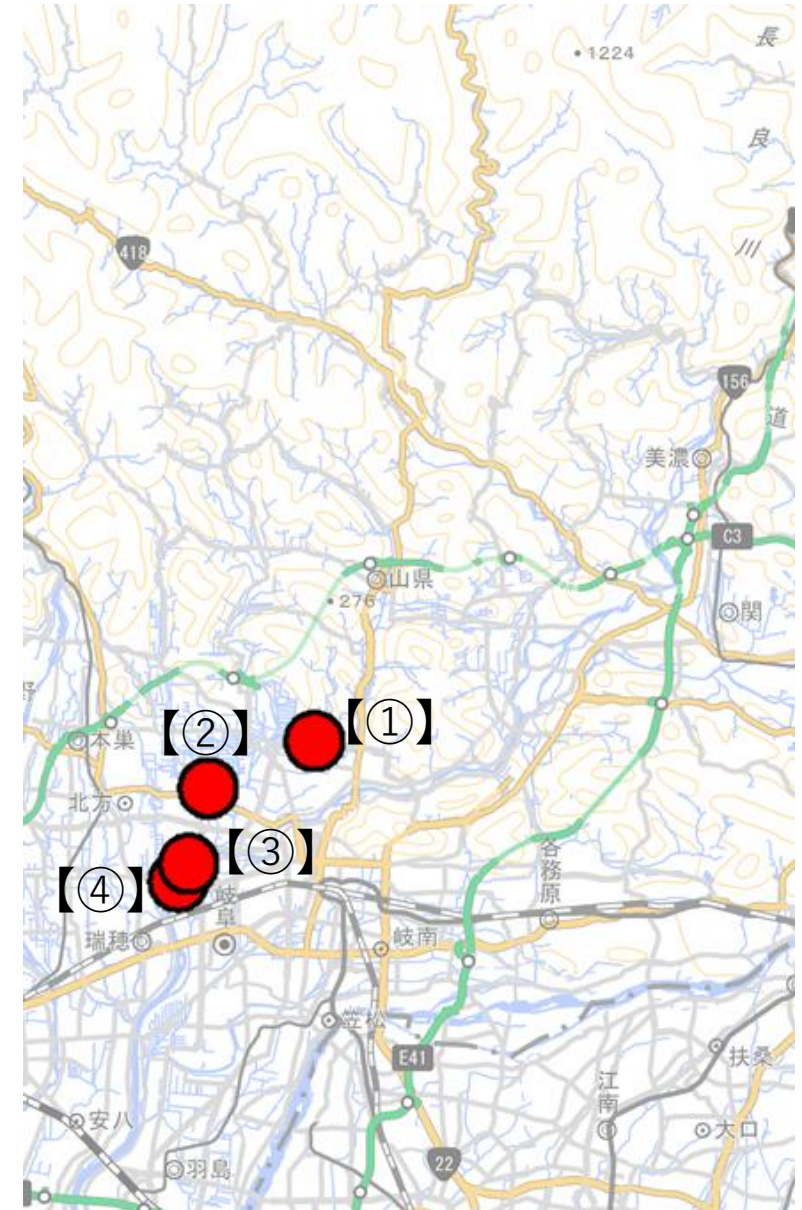 長
良
川
1224
418
156
道
美濃
C3
山県
276
関
野
【①】
【②】
本巣
北方
【③】
【④】
岐阜
各務原
瑞穂
岐南
笠松
E41
扶桑
江南
安八
大口
22
羽島